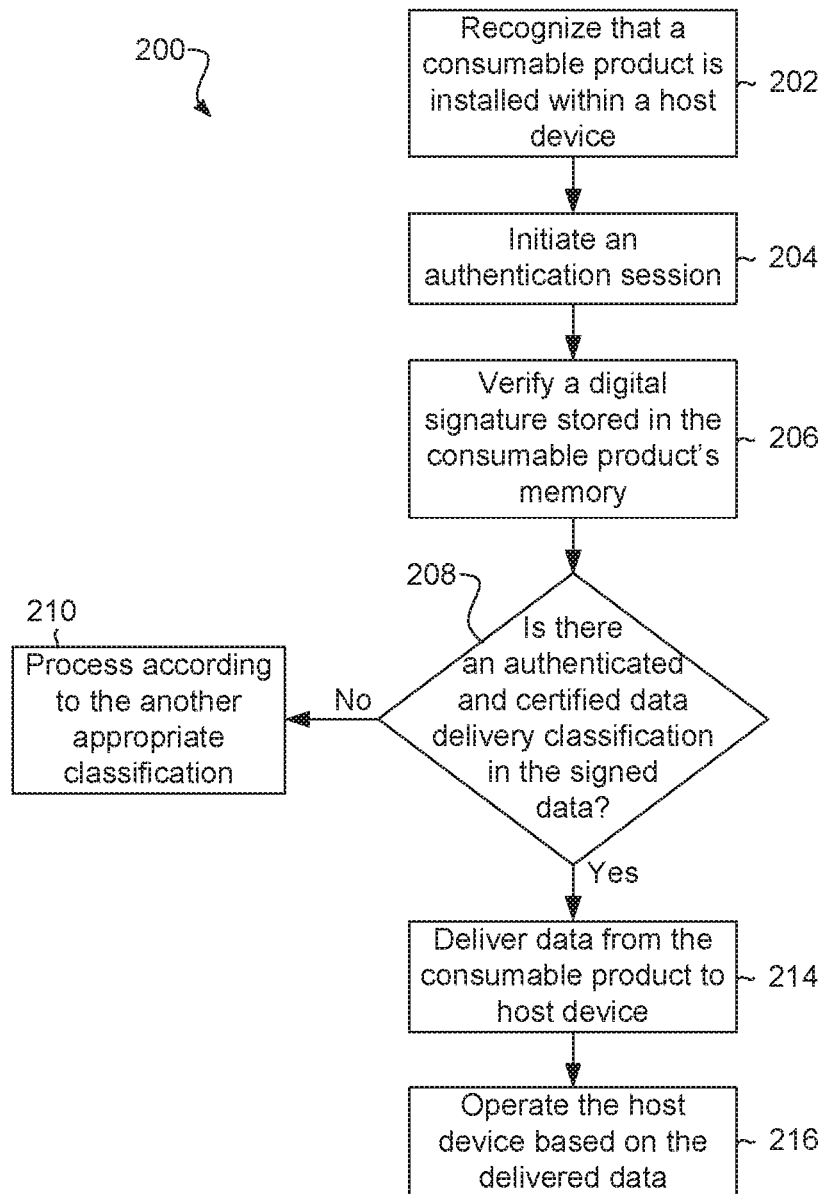 200
Recognize that a
consumable product is
installed within a host
device
202
Initiate an
authentication session
204
Verify a digital
signature stored in the
consumable product's
memory
206
208
Is there
an authenticated
and certified data
delivery classification
in the signed
data?
No
210
Process according
to the another
appropriate
classification
Yes
Deliver data from the
consumable product to
host device
214
Operate the host
device based on the
delivered data
216